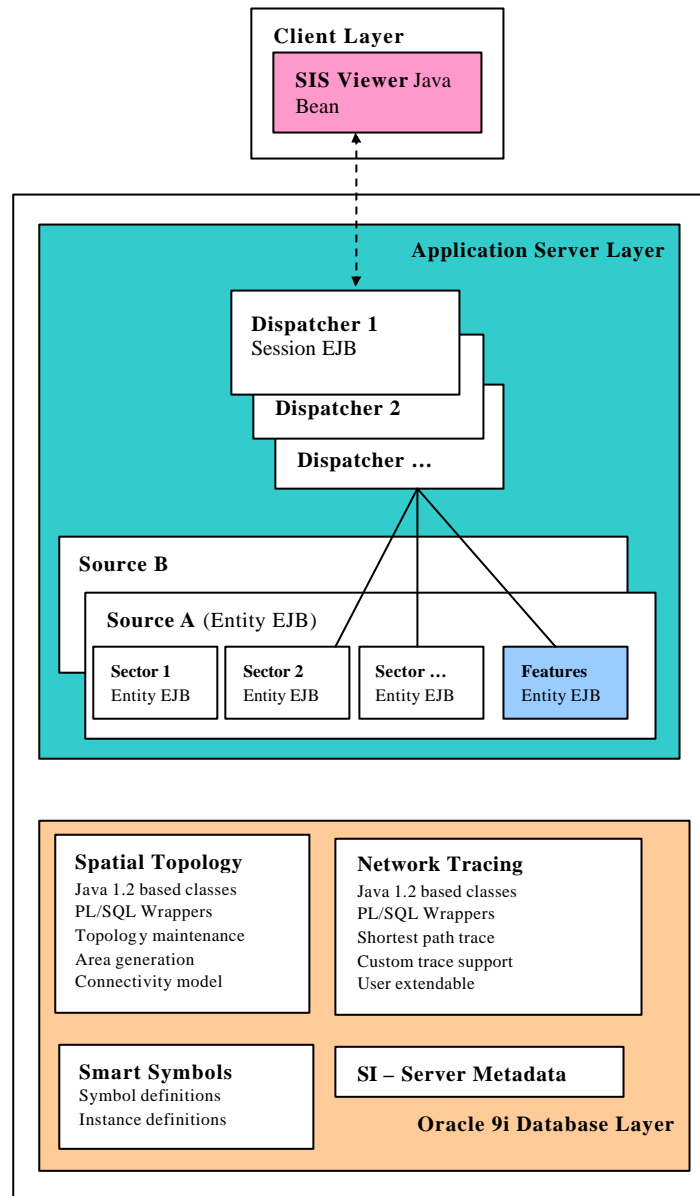 Client Layer
SIS Viewer Java
Bean
Application Server Layer
Dispatcher 1
Session EJB
Dispatcher 2
Dispatcher …
Source B
Source A (Entity EJB)
Sector 1
Entity EJB
Sector 2
Entity EJB
Sector …
Entity EJB
Features
Entity EJB
Spatial Topology
Java 1.2 based classes
PL/SQL Wrappers
Topology maintenance
Area generation
Connectivity model
Network Tracing
Java 1.2 based classes
PL/SQL Wrappers
Shortest path trace
Custom trace support
User extendable
Smart Symbols
Symbol definitions
Instance definitions
SI – Server Metadata
Oracle 9i Database Layer